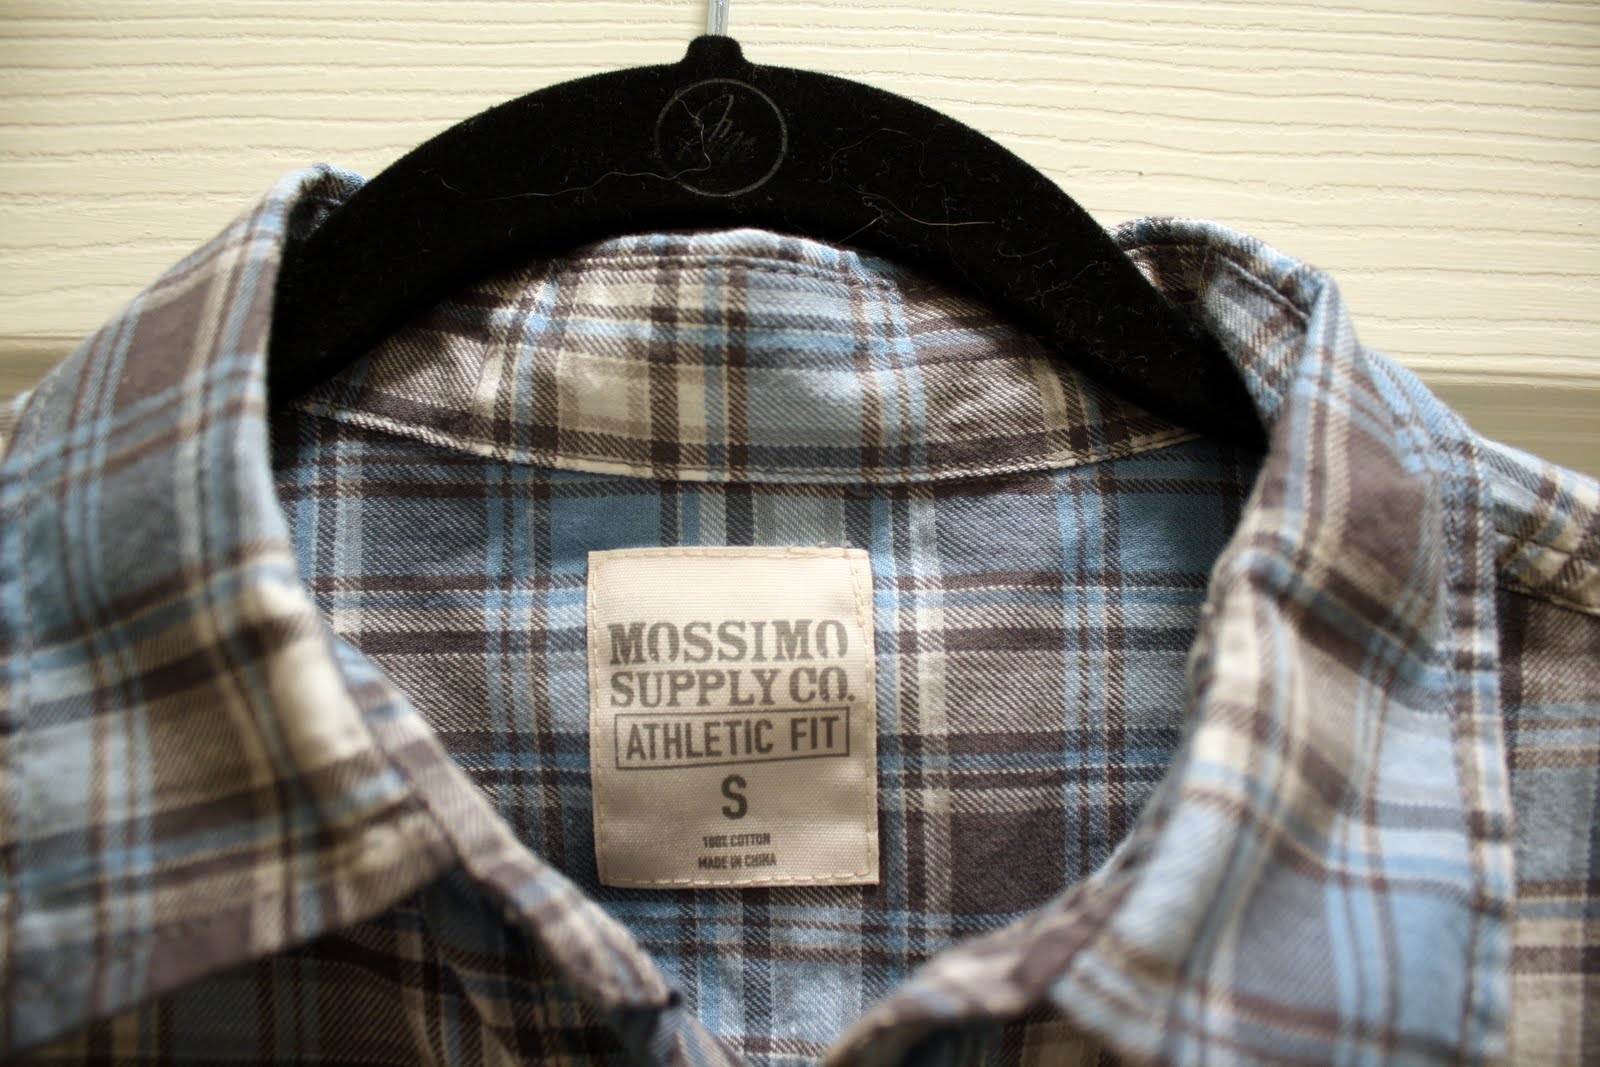 MOSSIMO
SUPPLY CO.
ATHLETIC FIT
S
100% COTTON
MADE IN CHINA